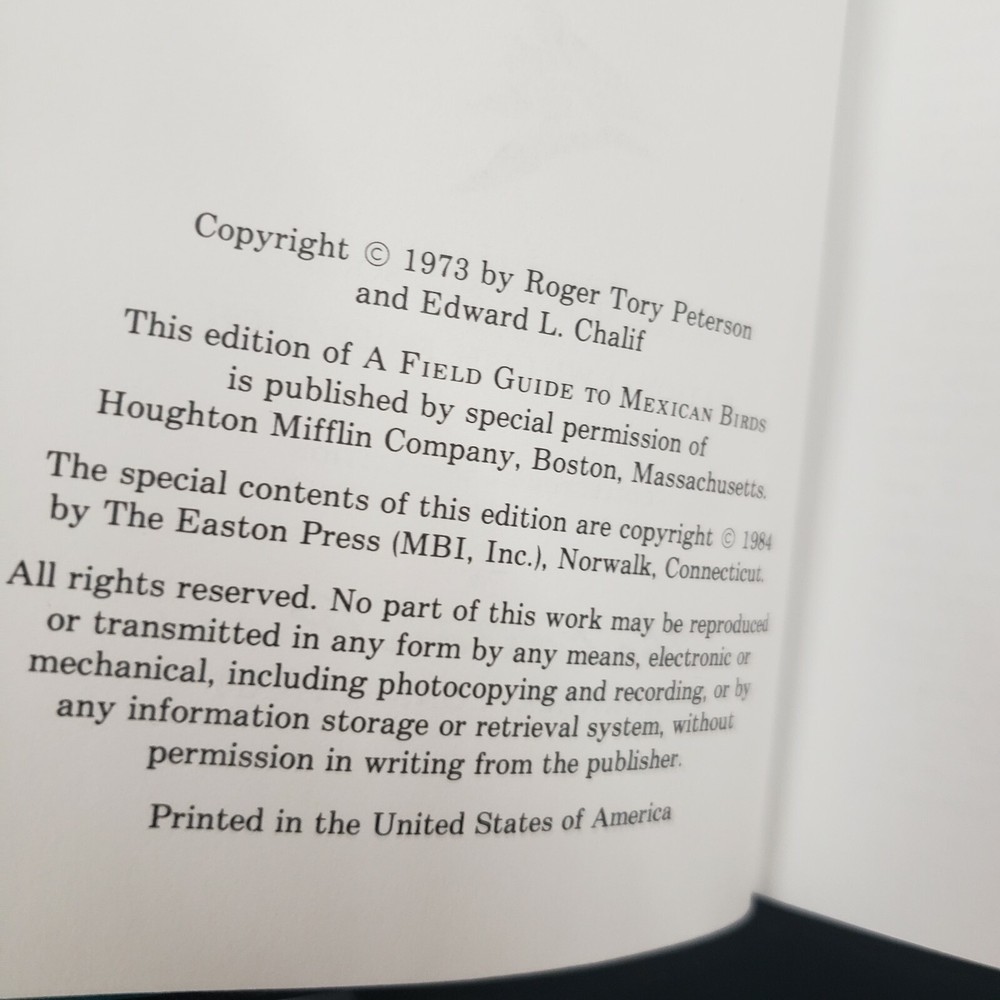 Copyright © 1973 by Roger Tory Peterson
and Edward L. Chalif
This edition of A FIELD GUIDE TO MEXICAN BIRDS
is published by special permission of
Houghton Mifflin Company, Boston, Massachusetts.
The special contents of this edition are copyright © 1984
by The Easton Press (MBI, Inc.), Norwalk, Connecticut.
All rights reserved. No part of this work may be reproduced
or transmitted in any form by any means, electronic or
mechanical, including photocopying and recording, or by
any information storage or retrieval system, without
permission in writing from the publisher.
Printed in the United States of America